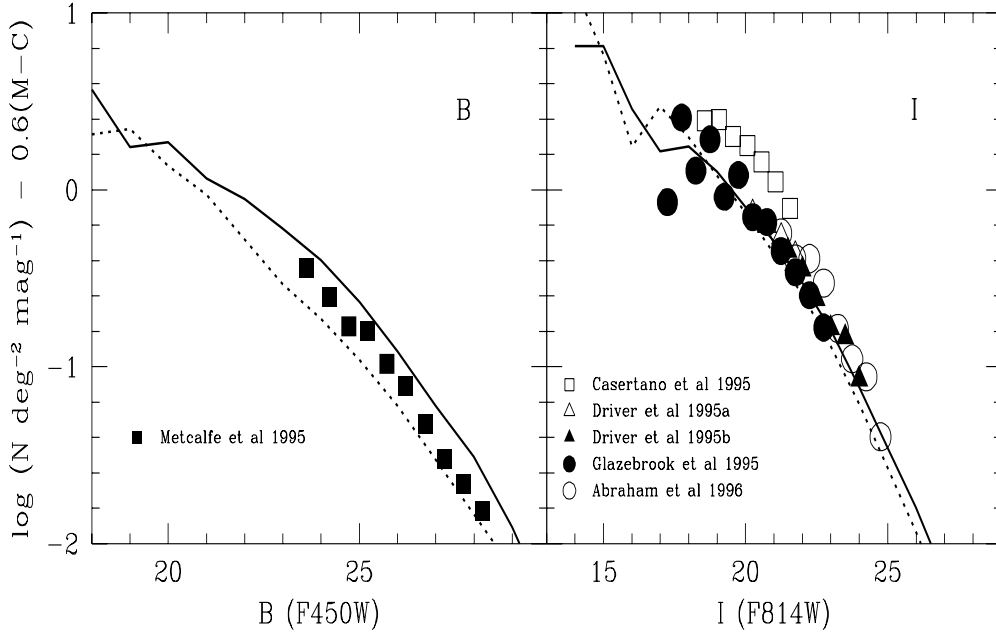 log (N deg⁻² mag⁻¹) − 0.6(M−C)
1
0
−1
−2
B
I
■ Metcalfe et al 1995
□ Casertano et al 1995
△ Driver et al 1995a
▲ Driver et al 1995b
● Glazebrook et al 1995
○ Abraham et al 1996
20
25
15
20
25
B (F450W)
I (F814W)